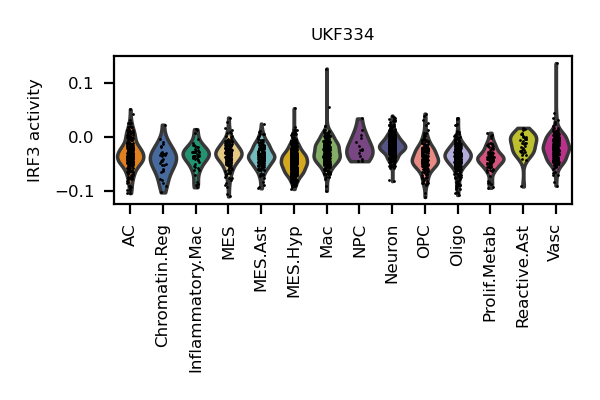 UKF334
IRF3 activity
0.1
0.0
−0.1
AC
Chromatin.Reg
Inflammatory.Mac
MES
MES.Ast
MES.Hyp
Mac
NPC
Neuron
OPC
Oligo
Prolif.Metab
Reactive.Ast
Vasc